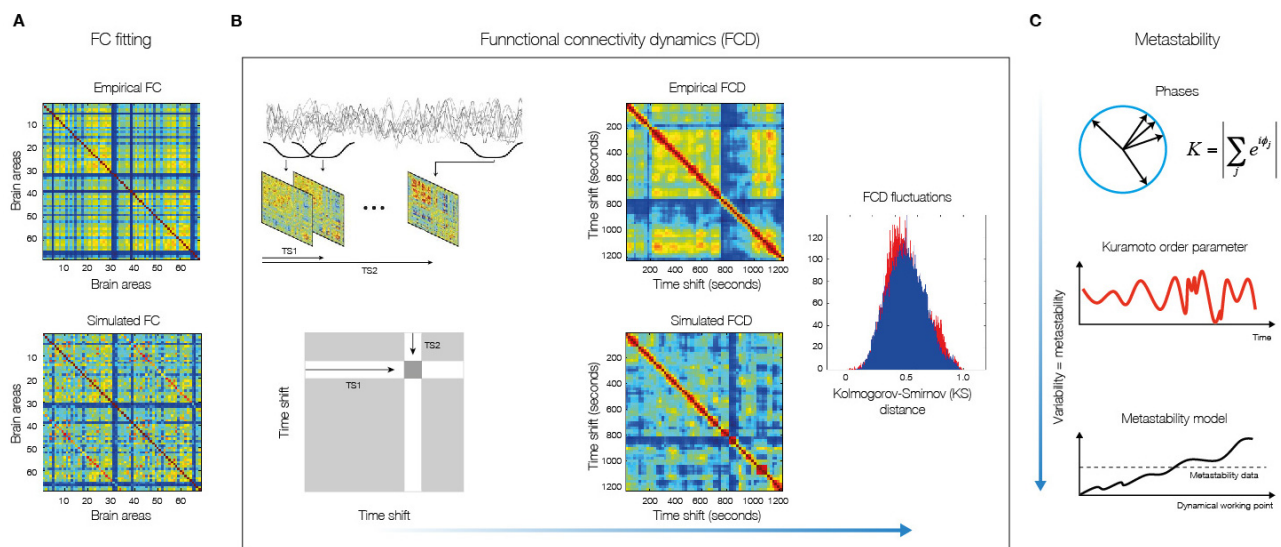 A
FC fitting
Empirical FC
Brain areas
10
20
30
40
50
60
10 20 30 40 50 60
Brain areas
Simulated FC
Brain areas
10
20
30
40
50
60
10 20 30 40 50 60
Brain areas
B
Funnctional connectivity dynamics (FCD)
TS1
TS2
Time shift
TS1
TS2
Time shift
Empirical FCD
Time shift (seconds)
200
400
600
800
1000
1200
200 400 600 800 1000 1200
Time shift (seconds)
Simulated FCD
Time shift (seconds)
200
400
600
800
1000
1200
200 400 600 800 1000 1200
Time shift (seconds)
FCD fluctuations
120
100
80
60
40
20
0
0.0 0.5 1.0
Kolmogorov-Smirnov (KS)
distance
C
Metastability
Variability = metastability
Phases
K = |∑j e^{iϕj}|
Kuramoto order parameter
Time
Metastability model
Metastability data
Dynamical working point